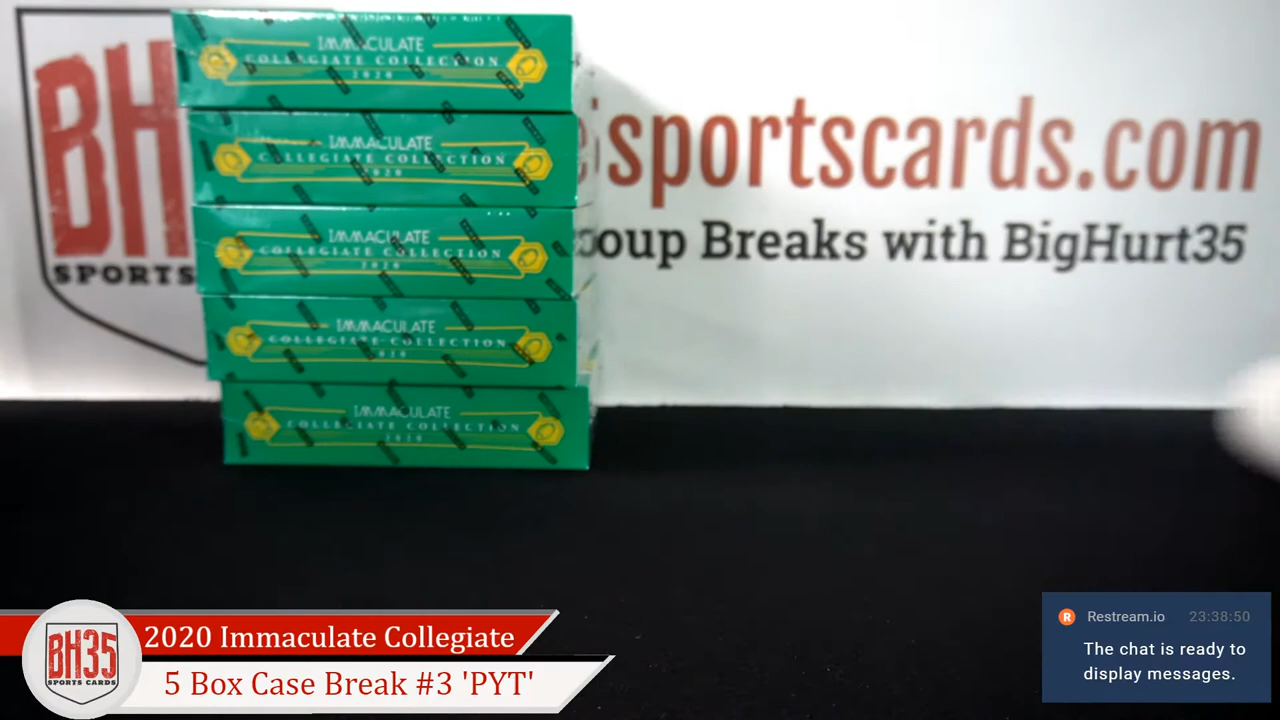 BH
SPORTS
sportscards.com
oup Breaks with BigHurt35
IMMACULATE
COLLEGIATE COLLECTION
2020
IMMACULATE
COLLEGIATE COLLECTION
2020
IMMACULATE
COLLEGIATE COLLECTION
2020
IMMACULATE
COLLEGIATE COLLECTION
2020
IMMACULATE
COLLEGIATE COLLECTION
2020
BH35
SPORTS CARDS
2020 Immaculate Collegiate
5 Box Case Break #3 'PYT'
R
Restream.io 23:38:50
The chat is ready to
display messages.